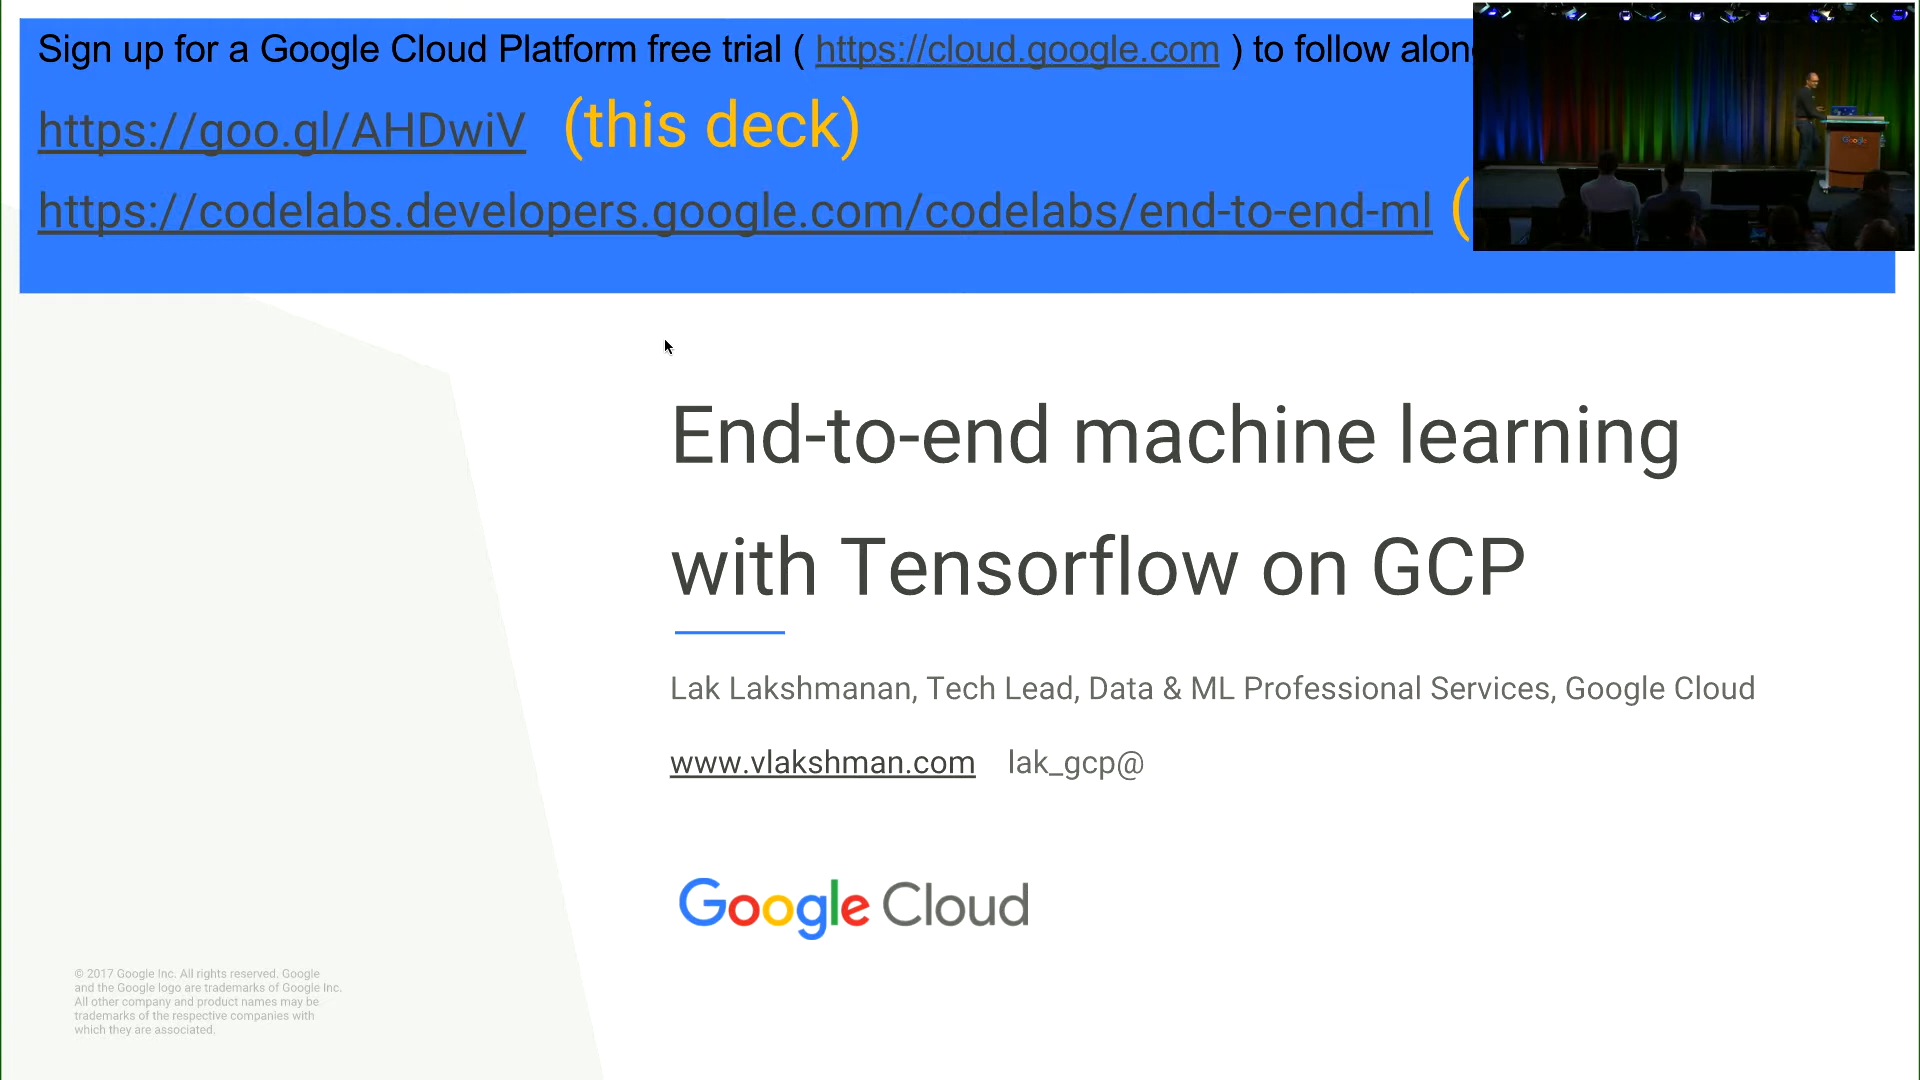 Sign up for a Google Cloud Platform free trial ( https://cloud.google.com ) to follow along
https://goo.gl/AHDwiV (this deck)
https://codelabs.developers.google.com/codelabs/end-to-end-ml (
Google
End-to-end machine learning
with Tensorflow on GCP
Lak Lakshmanan, Tech Lead, Data & ML Professional Services, Google Cloud
www.vlakshman.com lak_gcp@
Google Cloud
© 2017 Google Inc. All rights reserved. Google
and the Google logo are trademarks of Google Inc.
All other company and product names may be
trademarks of the respective companies with
which they are associated.